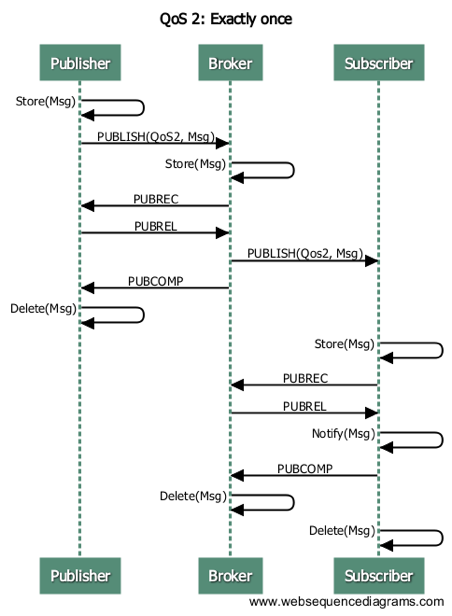 QoS 2: Exactly once
Publisher Broker Subscriber
Store(Msg)
PUBLISH(QoS2, Msg)
Store(Msg)
PUBREC
PUBREL
PUBLISH(Qos2, Msg)
PUBCOMP
Delete(Msg)
Store(Msg)
PUBREC
PUBREL
Notify(Msg)
PUBCOMP
Delete(Msg)
Delete(Msg)
Publisher Broker Subscriber
www.websequencediagrams.com